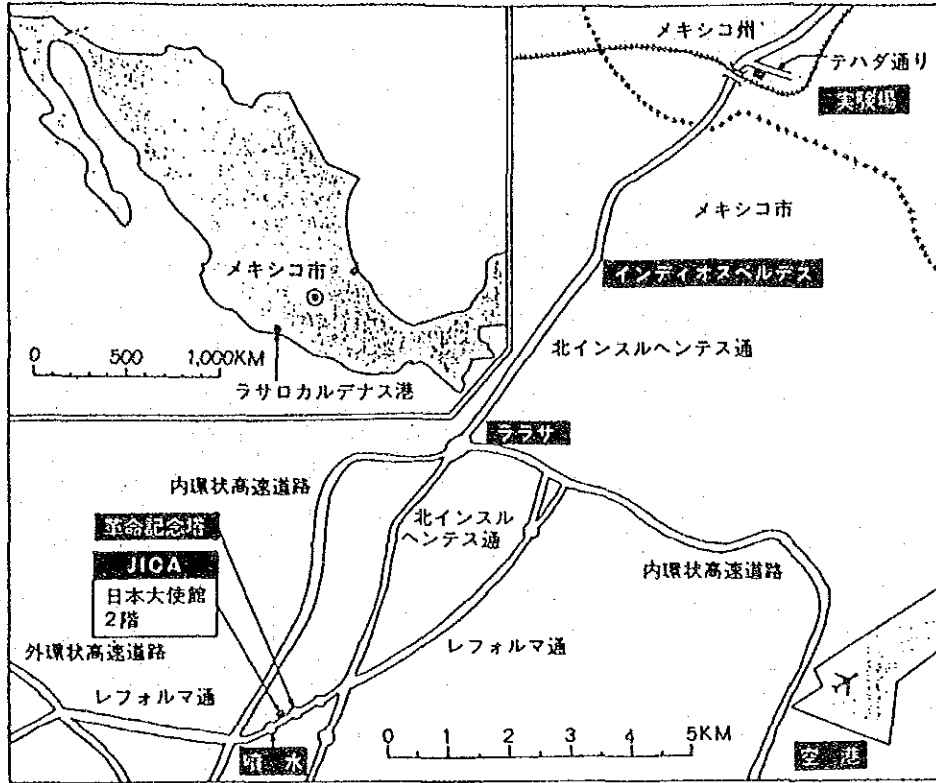 メキシコ市
0 500 1,000KM
ラサロカルデナス港
メキシコ州
テハダ通り
実験場
メキシコ市
インディオスベルデス
北インスルヘンテス通
ララサ
内環状高速道路
革命記念塔
JICA
日本大使館
2階
北インスル
ヘンテス通
内環状高速道路
外環状高速道路
レフォルマ通
レフォルマ通
噴水
0 1 2 3 4 5KM
空港